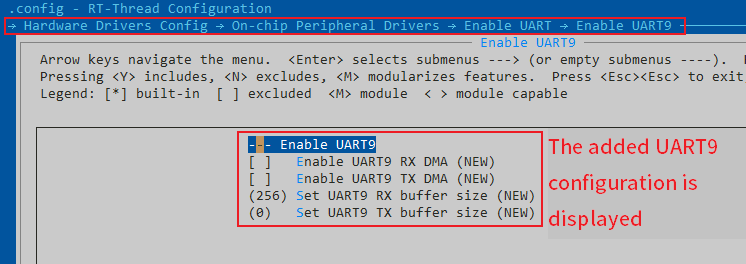 .config - RT-Thread Configuration
→ Hardware Drivers Config → On-chip Peripheral Drivers → Enable UART → Enable UART9
Enable UART9
Arrow keys navigate the menu.  <Enter> selects submenus ---> (or empty submenus ----).
Pressing <Y> includes, <N> excludes, <M> modularizes features.  Press <Esc><Esc> to exit
Legend: [*] built-in  [ ] excluded  <M> module  < > module capable
--- Enable UART9
[ ]   Enable UART9 RX DMA (NEW)
[ ]   Enable UART9 TX DMA (NEW)
(256) Set UART9 RX buffer size (NEW)
(0)   Set UART9 TX buffer size (NEW)
The added UART9
configuration is
displayed